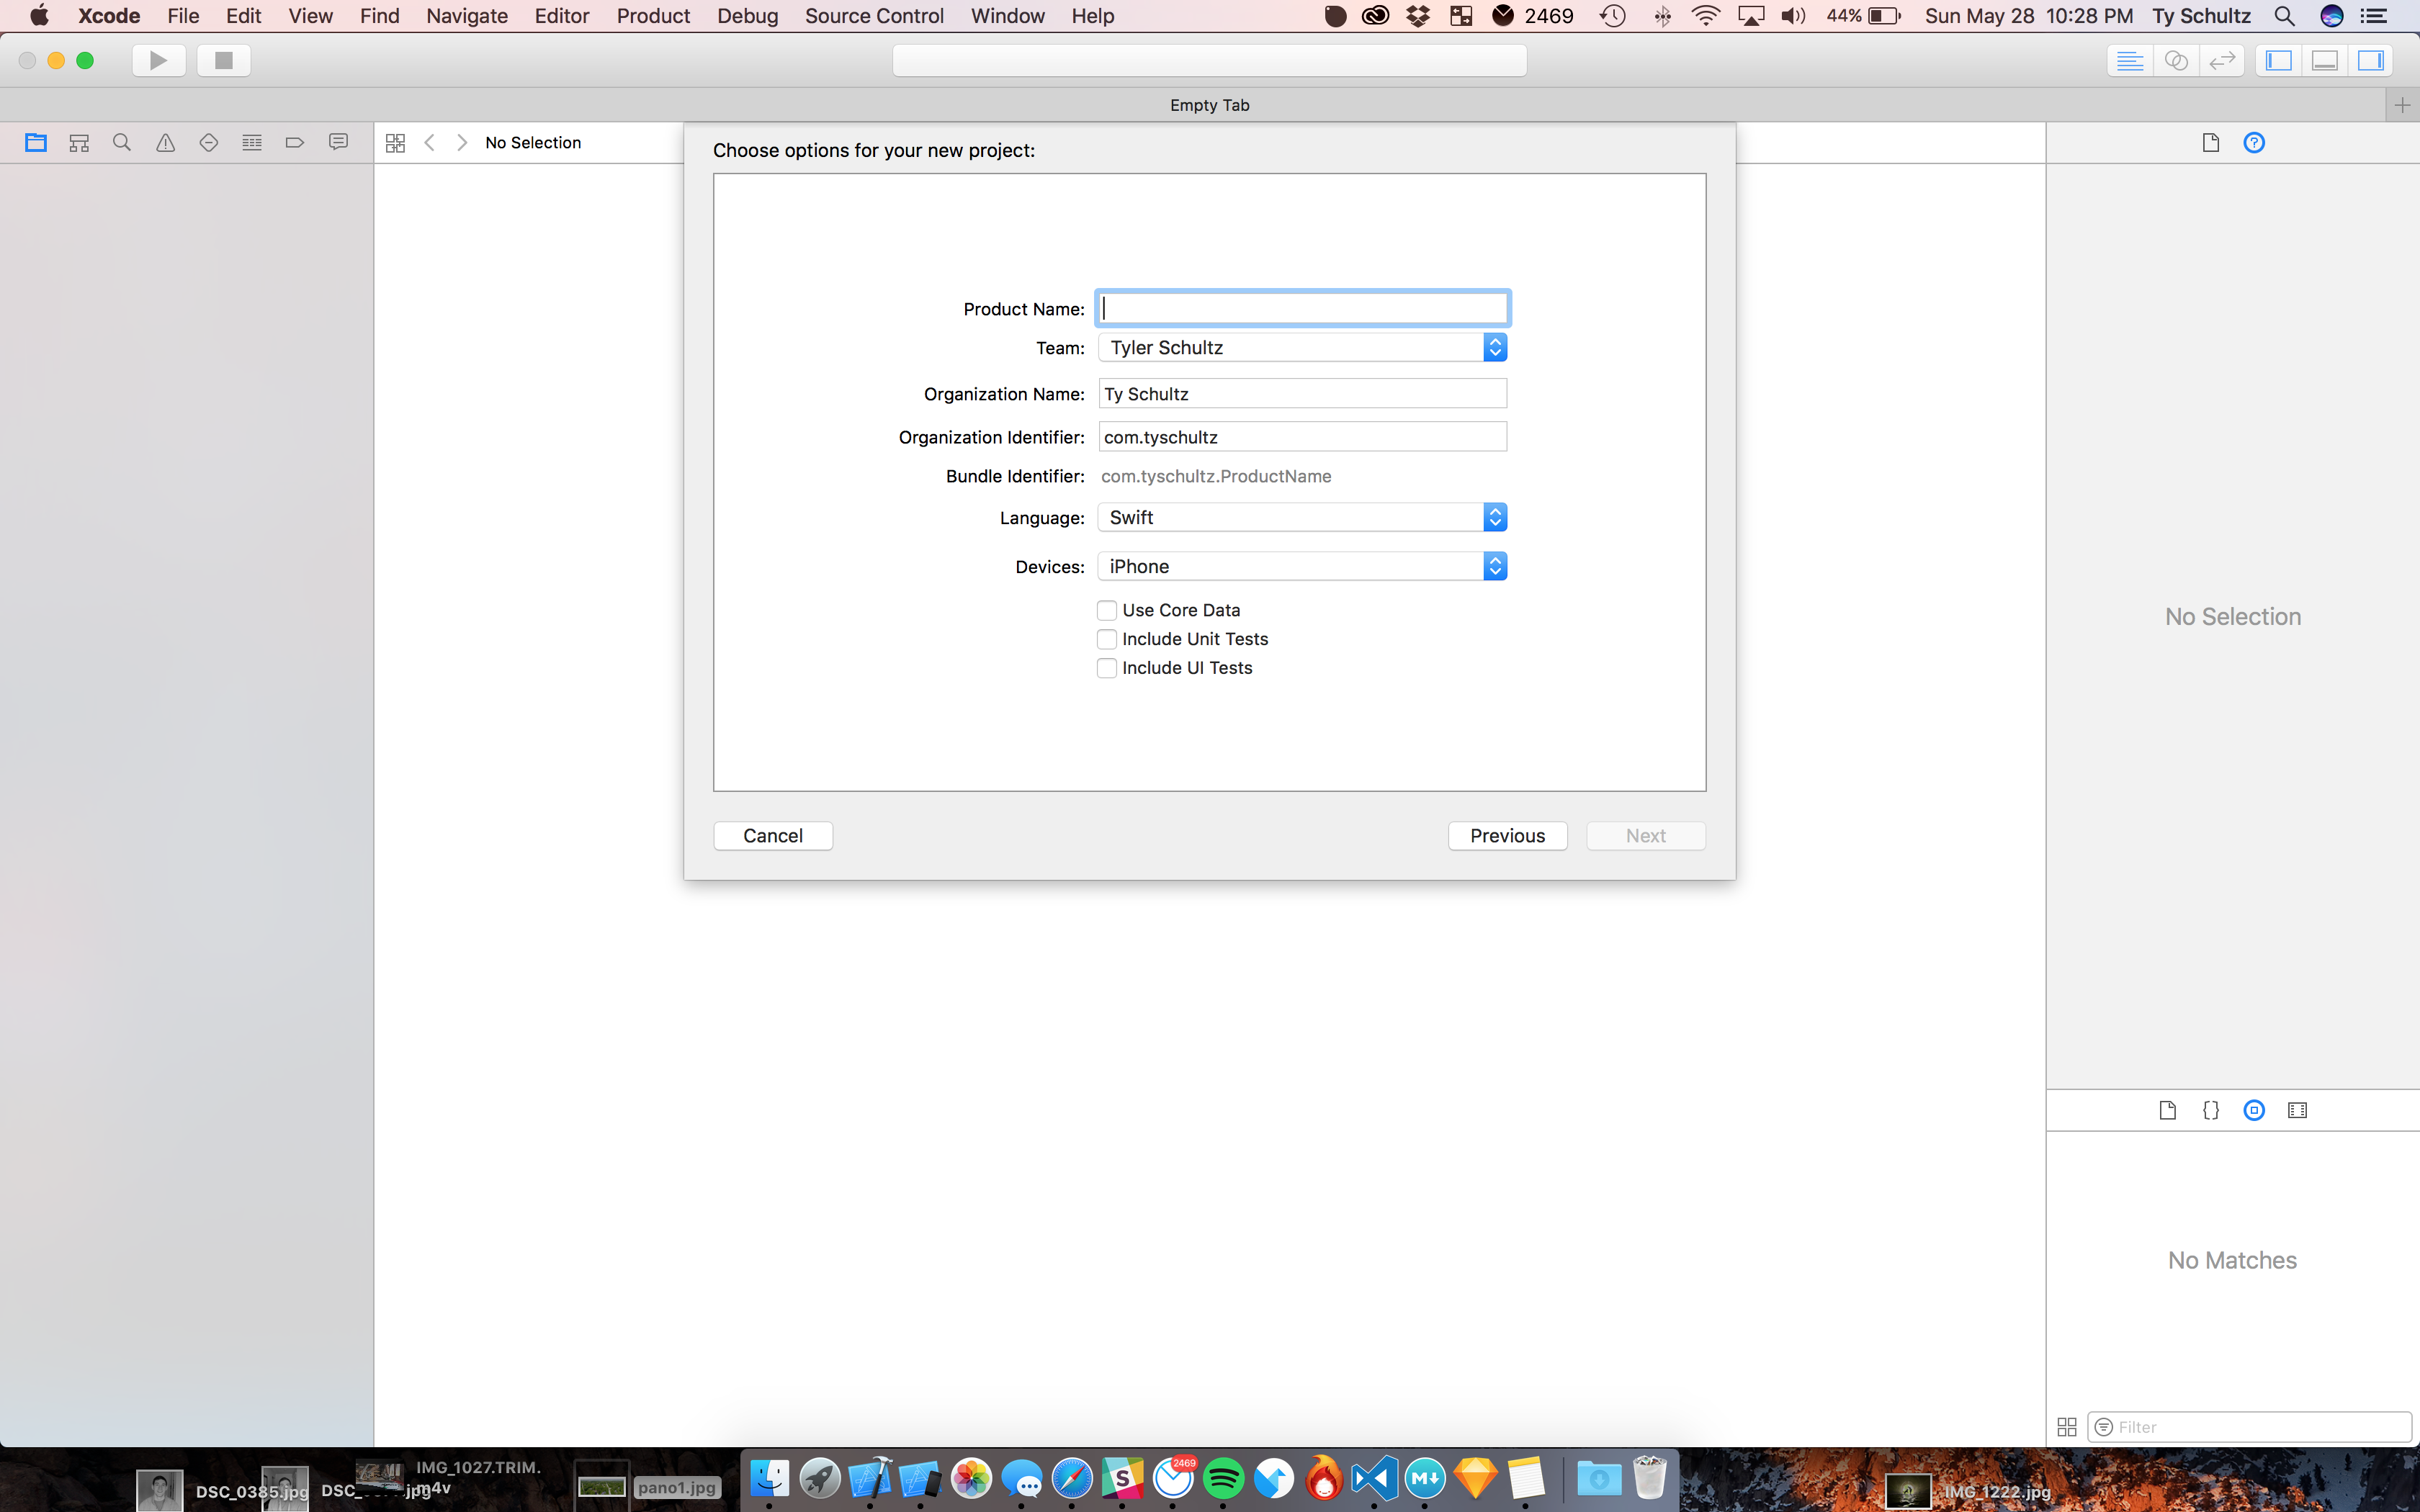 Xcode File Edit View Find Navigate Editor Product Debug Source Control Window Help 2469 44% Sun May 28 10:28 PM Ty Schultz
Empty Tab
No Selection
Choose options for your new project:
Product Name:
Team: Tyler Schultz
Organization Name: Ty Schultz
Organization Identifier: com.tyschultz
Bundle Identifier: com.tyschultz.ProductName
Language: Swift
Devices: iPhone
Use Core Data
Include Unit Tests
Include UI Tests
Cancel Previous Next
No Selection
No Matches
Filter
IMG_1027.TRIM.
m4v
DSC_0385.jpg
pano1.jpg
2469
IMG_1222.jpg